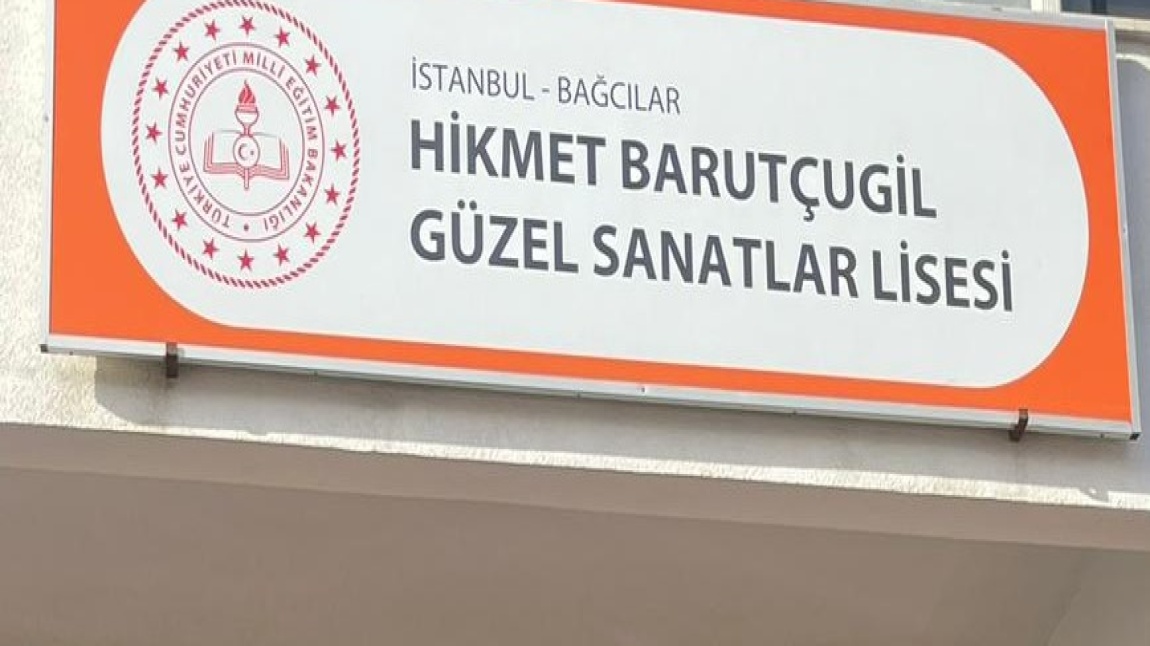 TÜRKİYE CUMHURİYETİ MİLLİ EĞİTİM BAKANLIĞI
İSTANBUL - BAĞCILAR
HİKMET BARUTÇUGİL
GÜZEL SANATLAR LİSESİ